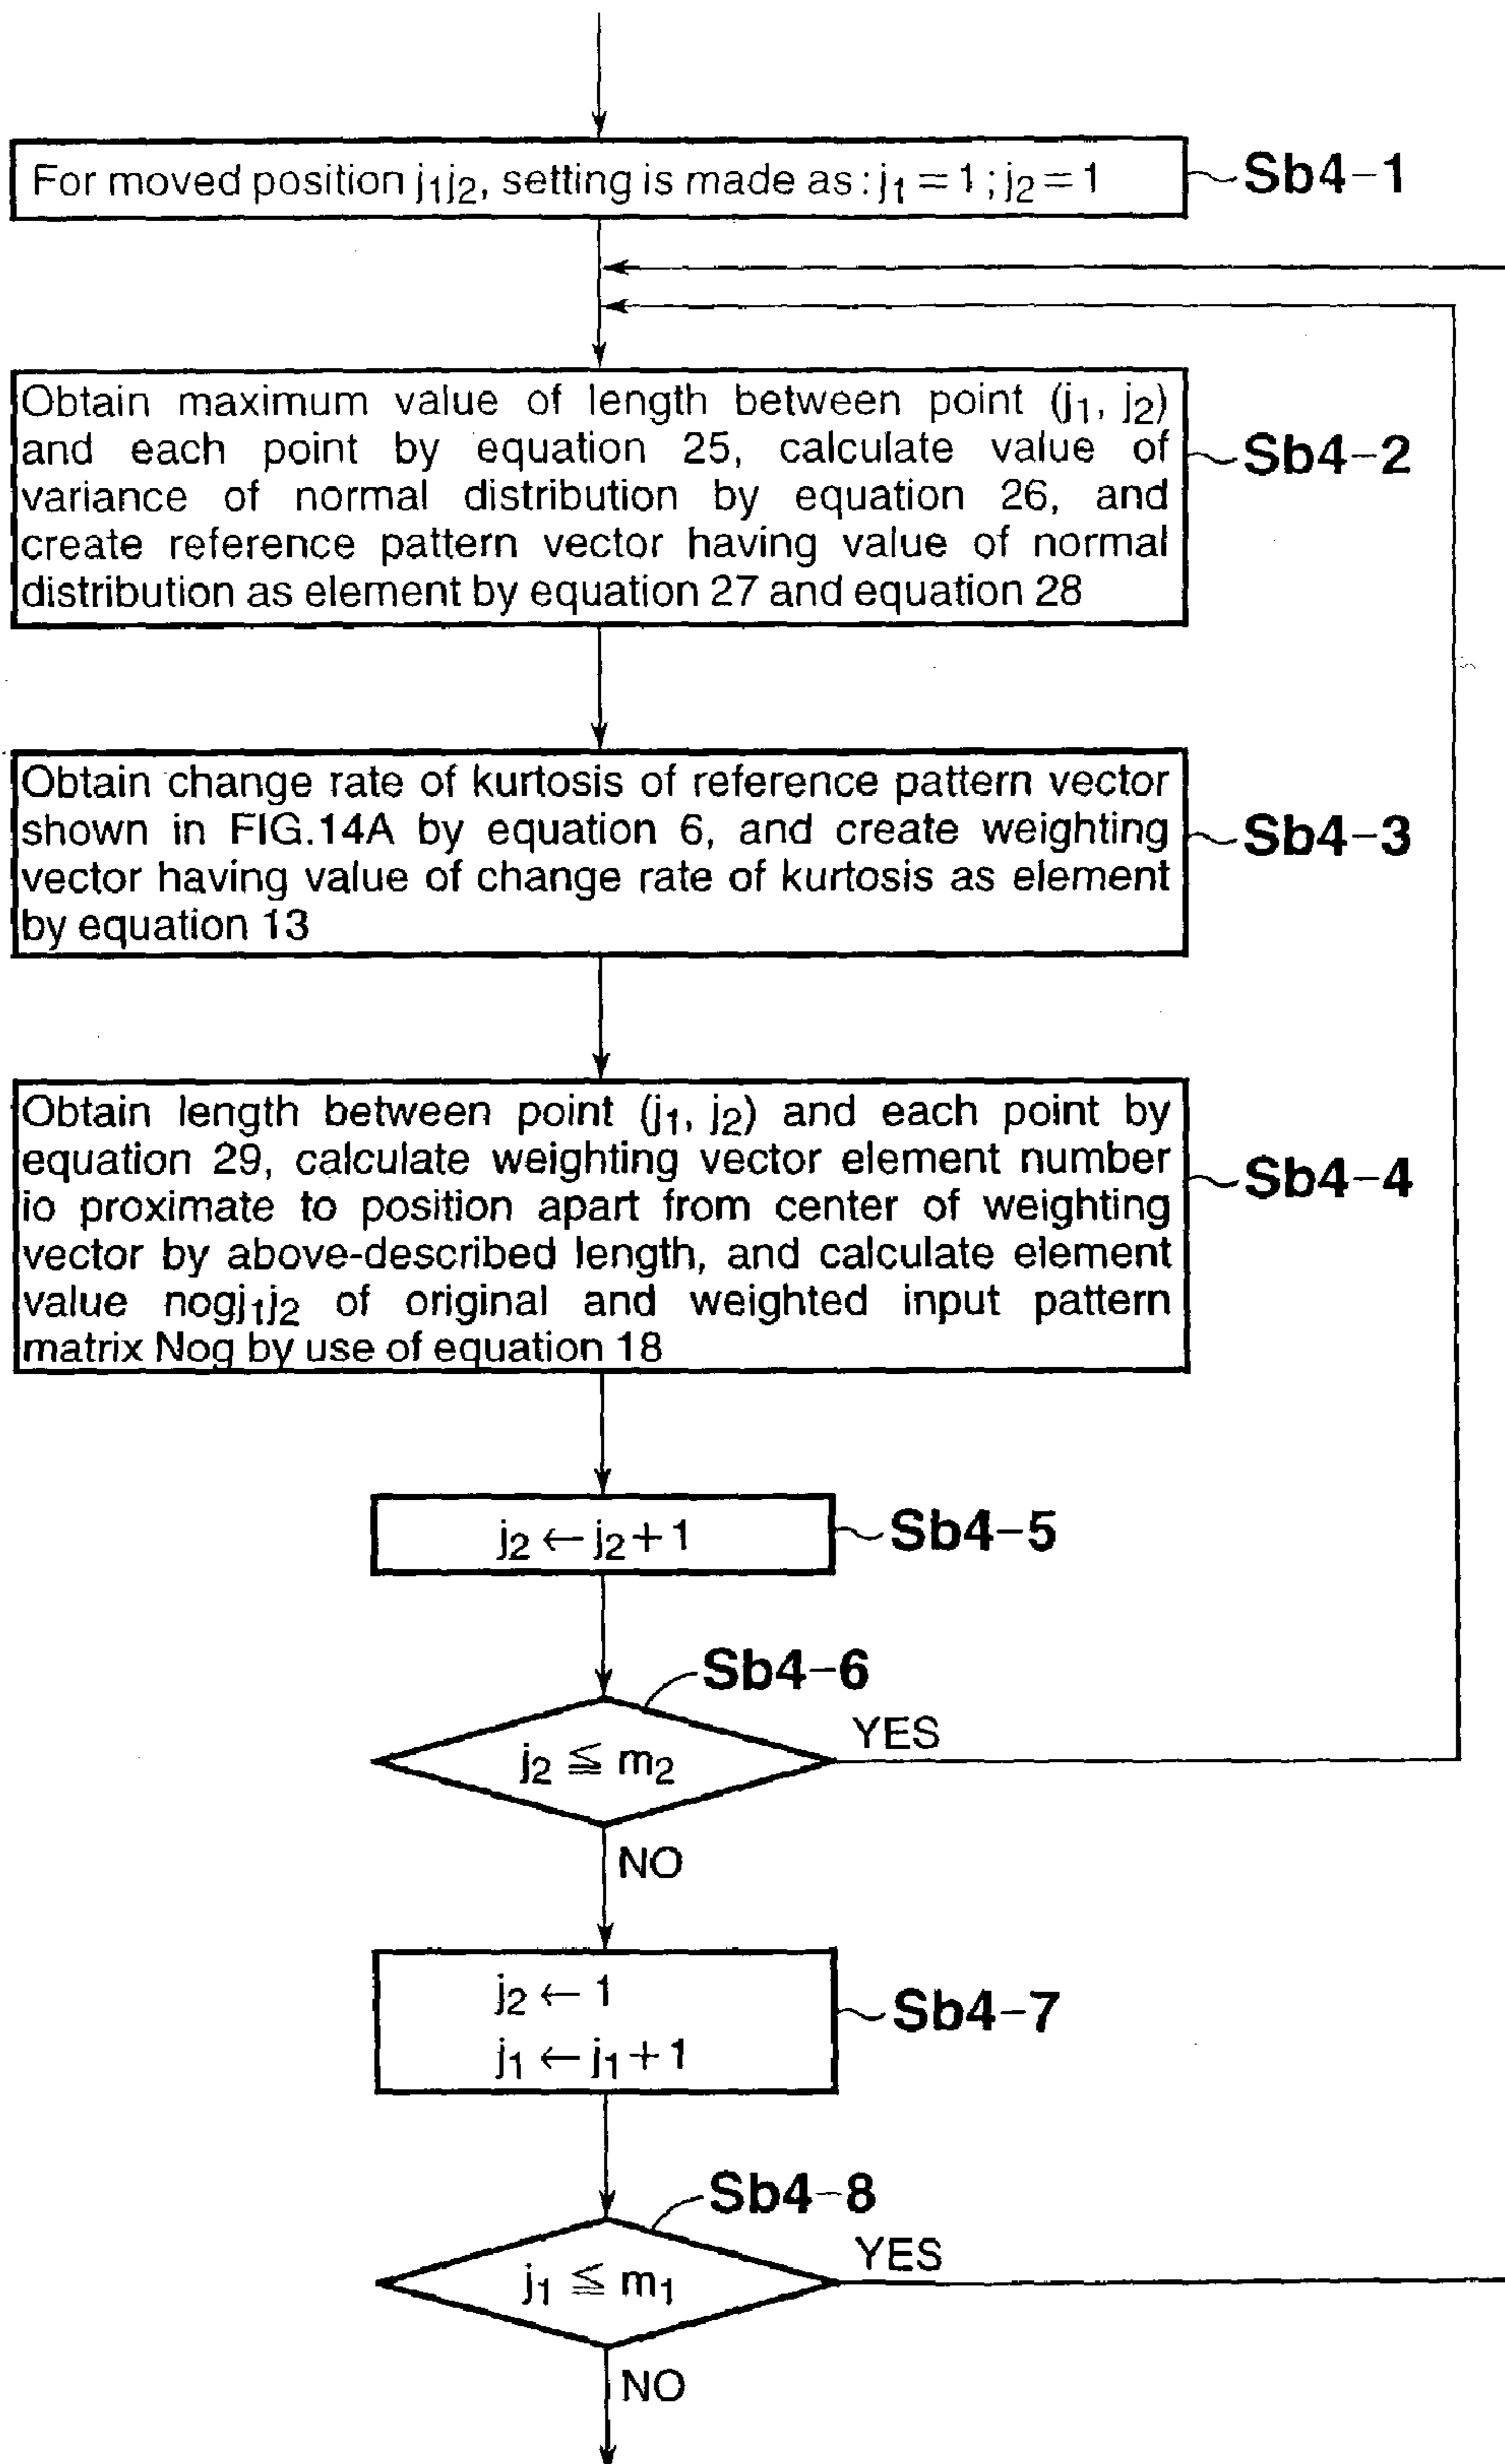 For moved position j₁j₂, setting is made as : j₁ = 1 ; j₂ = 1
Sb4-1
Obtain maximum value of length between point (j₁, j₂)
and each point by equation 25, calculate value of
variance of normal distribution by equation 26, and
create reference pattern vector having value of normal
distribution as element by equation 27 and equation 28
Sb4-2
Obtain change rate of kurtosis of reference pattern vector
shown in FIG.14A by equation 6, and create weighting
vector having value of change rate of kurtosis as element
by equation 13
Sb4-3
Obtain length between point (j₁, j₂) and each point by
equation 29, calculate weighting vector element number
io proximate to position apart from center of weighting
vector by above-described length, and calculate element
value nogj₁j₂ of original and weighted input pattern
matrix Nog by use of equation 18
Sb4-4
j₂ ← j₂ + 1
Sb4-5
Sb4-6
j₂ ≦ m₂
YES
NO
j₂ ← 1
j₁ ← j₁ + 1
Sb4-7
Sb4-8
j₁ ≦ m₁
YES
NO